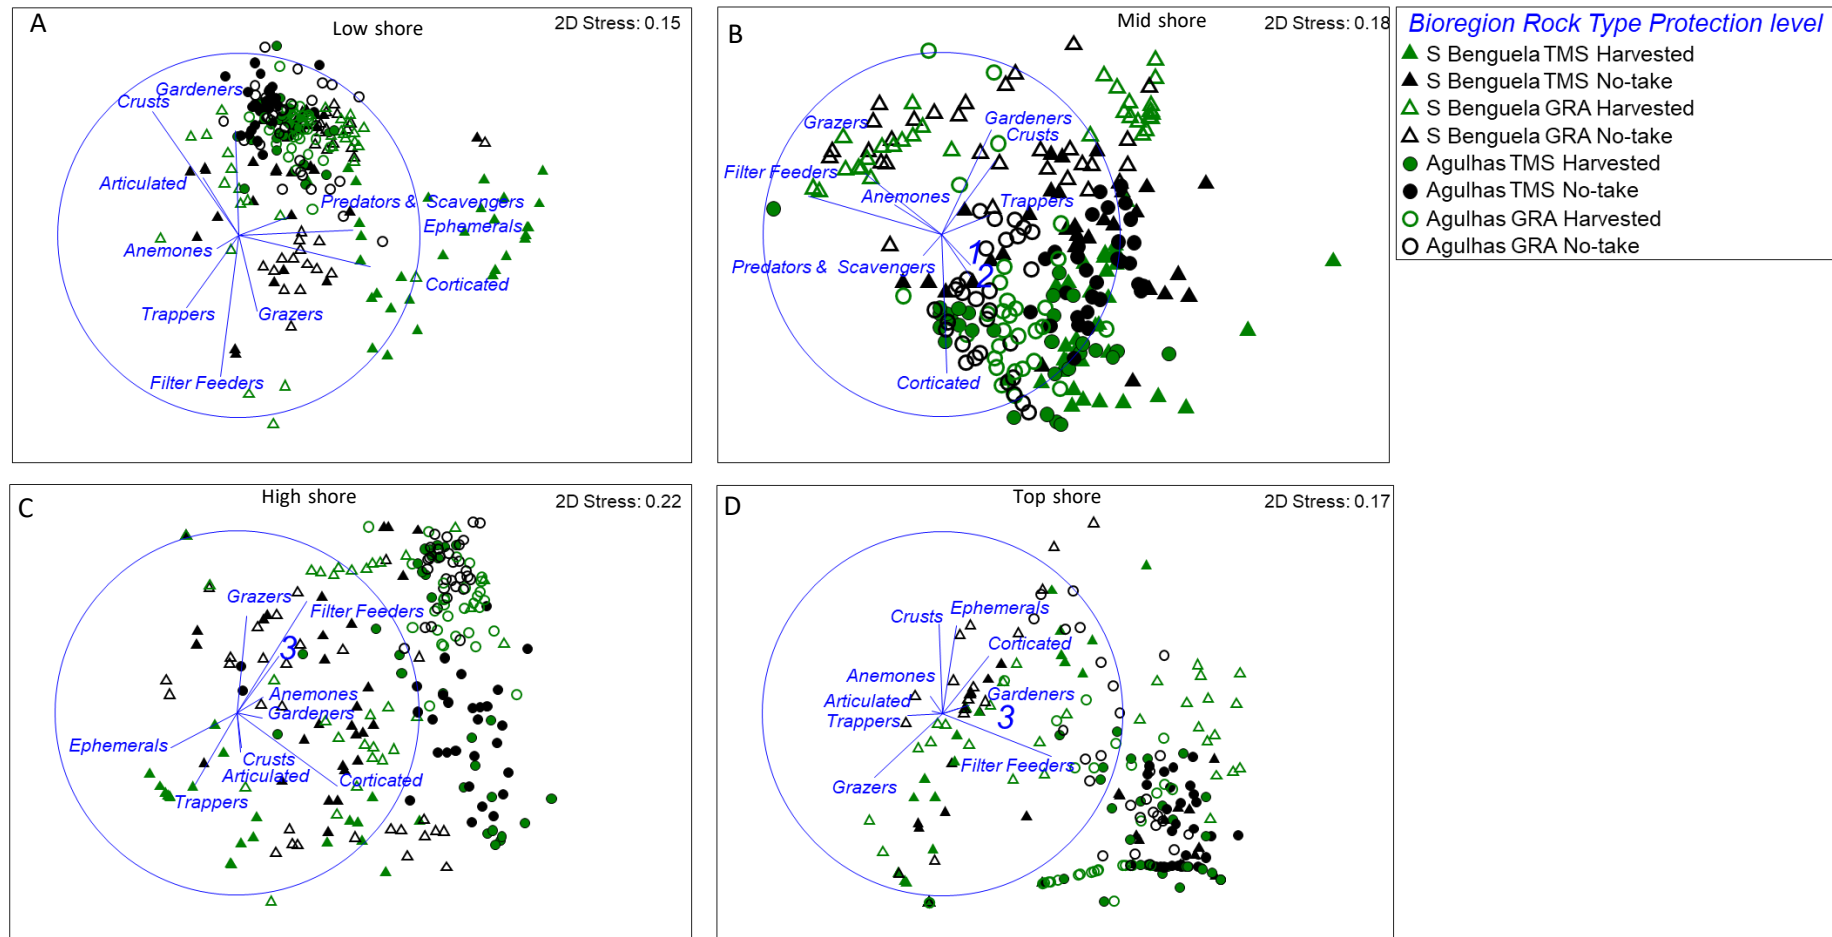 A
Low shore
2D Stress: 0.15
Gardeners
Crusts
Articulated
Predators & Scavengers
Ephemerals
Anemones
Corticated
Trappers
Grazers
Filter Feeders
B
Mid shore
2D Stress: 0.18
Gardeners
Grazers
Crusts
Filter Feeders
Anemones
Trappers
1
Predators & Scavengers
2
Corticated
Bioregion Rock Type Protection level
S Benguela TMS Harvested
S Benguela TMS No-take
S Benguela GRA Harvested
S Benguela GRA No-take
Agulhas TMS Harvested
Agulhas TMS No-take
Agulhas GRA Harvested
Agulhas GRA No-take
C
High shore
2D Stress: 0.22
Grazers
Filter Feeders
3
Anemones
Gardeners
Ephemerals
Crusts
Articulated
Corticated
Trappers
D
Top shore
2D Stress: 0.17
Ephemerals
Crusts
Corticated
Anemones
Gardeners
Articulated
3
Trappers
Filter Feeders
Grazers